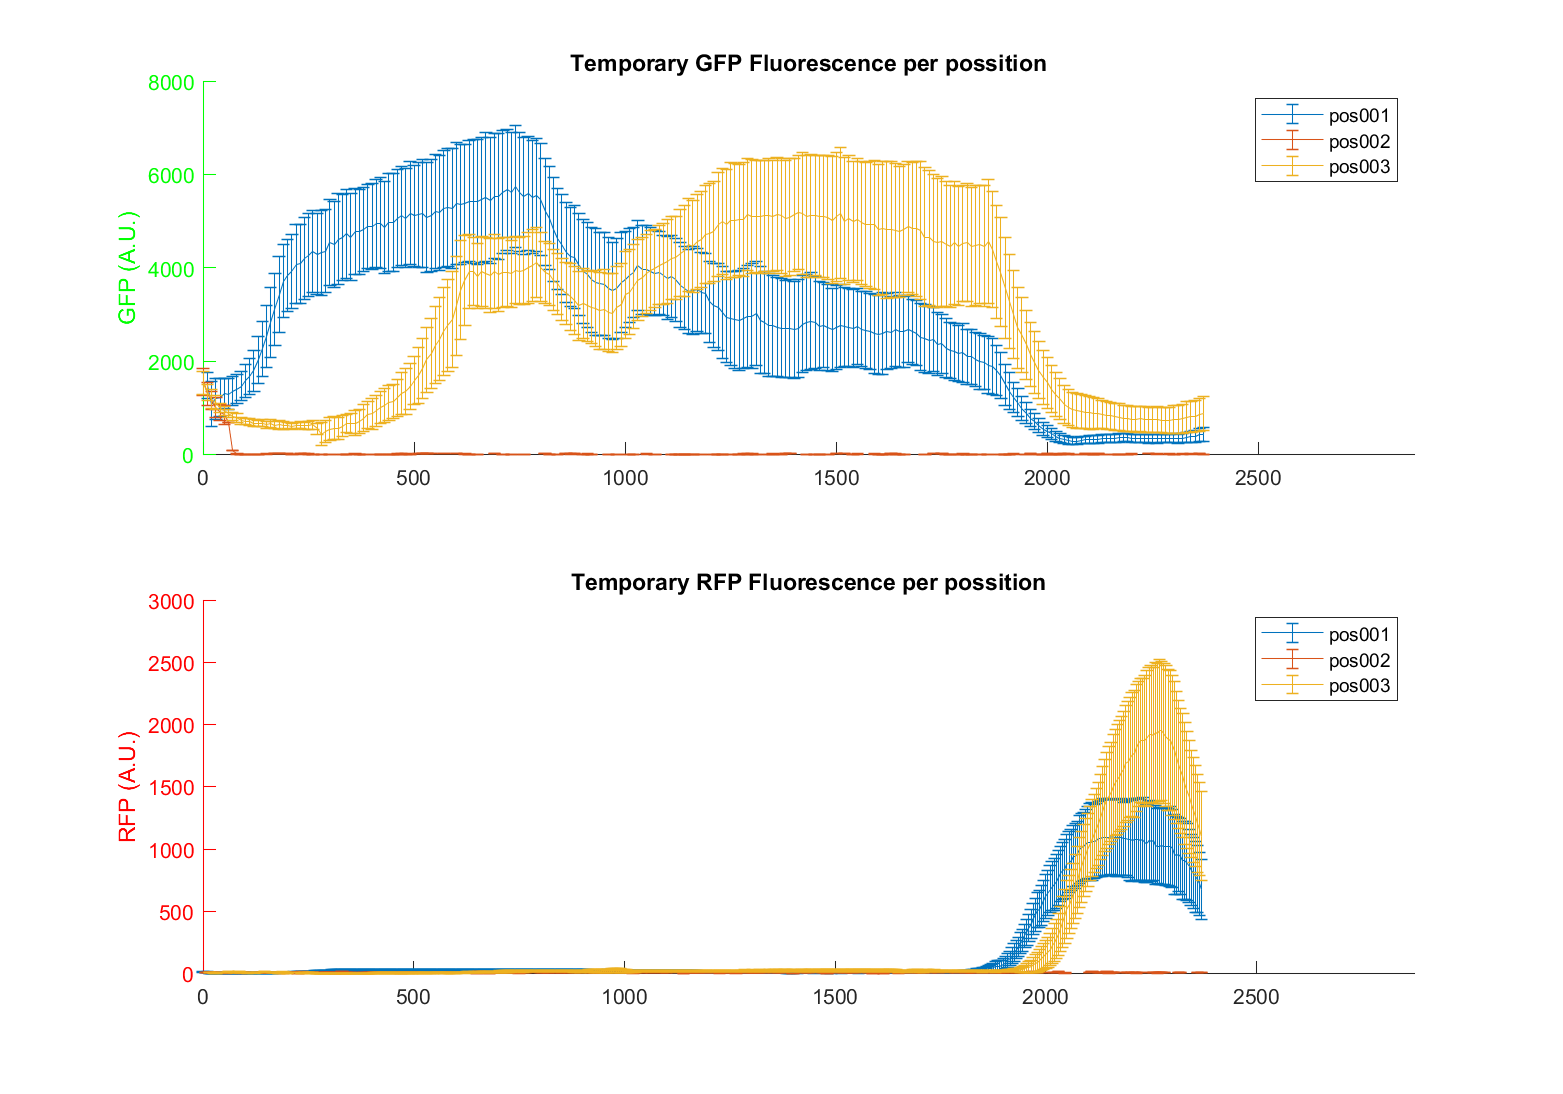 Temporary GFP Fluorescence per possition
8000
6000
4000
2000
0
GFP (A.U.)
0 500 1000 1500 2000 2500
pos001
pos002
pos003
Temporary RFP Fluorescence per possition
3000
2500
2000
1500
1000
500
0
RFP (A.U.)
0 500 1000 1500 2000 2500
pos001
pos002
pos003